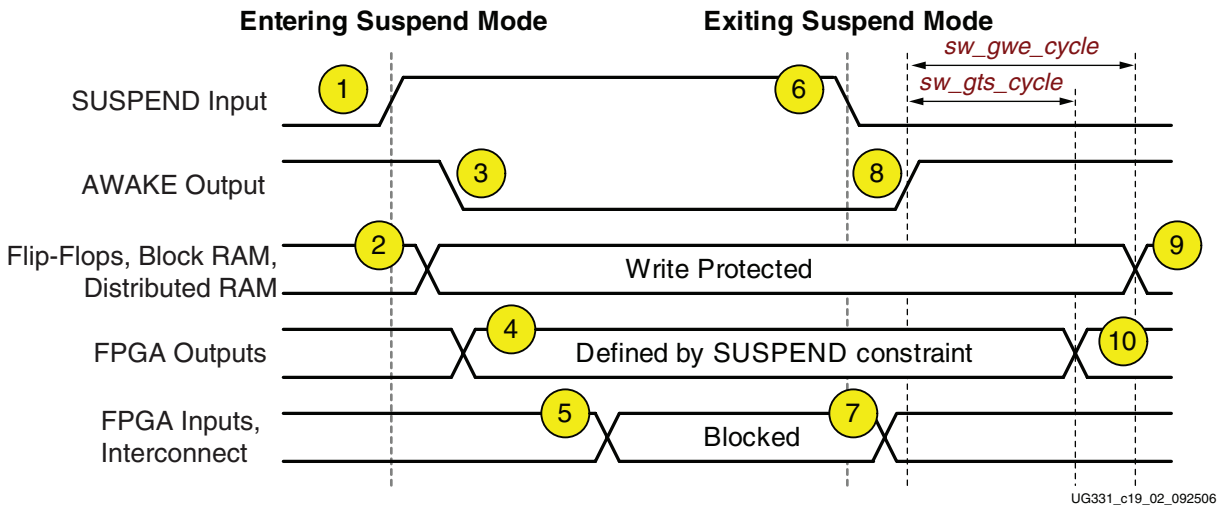 Entering Suspend Mode
Exiting Suspend Mode
sw_gwe_cycle
sw_gts_cycle
SUSPEND Input
1
6
AWAKE Output
3
8
Flip-Flops, Block RAM,
Distributed RAM
2
Write Protected
9
FPGA Outputs
4
Defined by SUSPEND constraint
10
FPGA Inputs,
Interconnect
5
Blocked
7
UG331_c19_02_092506